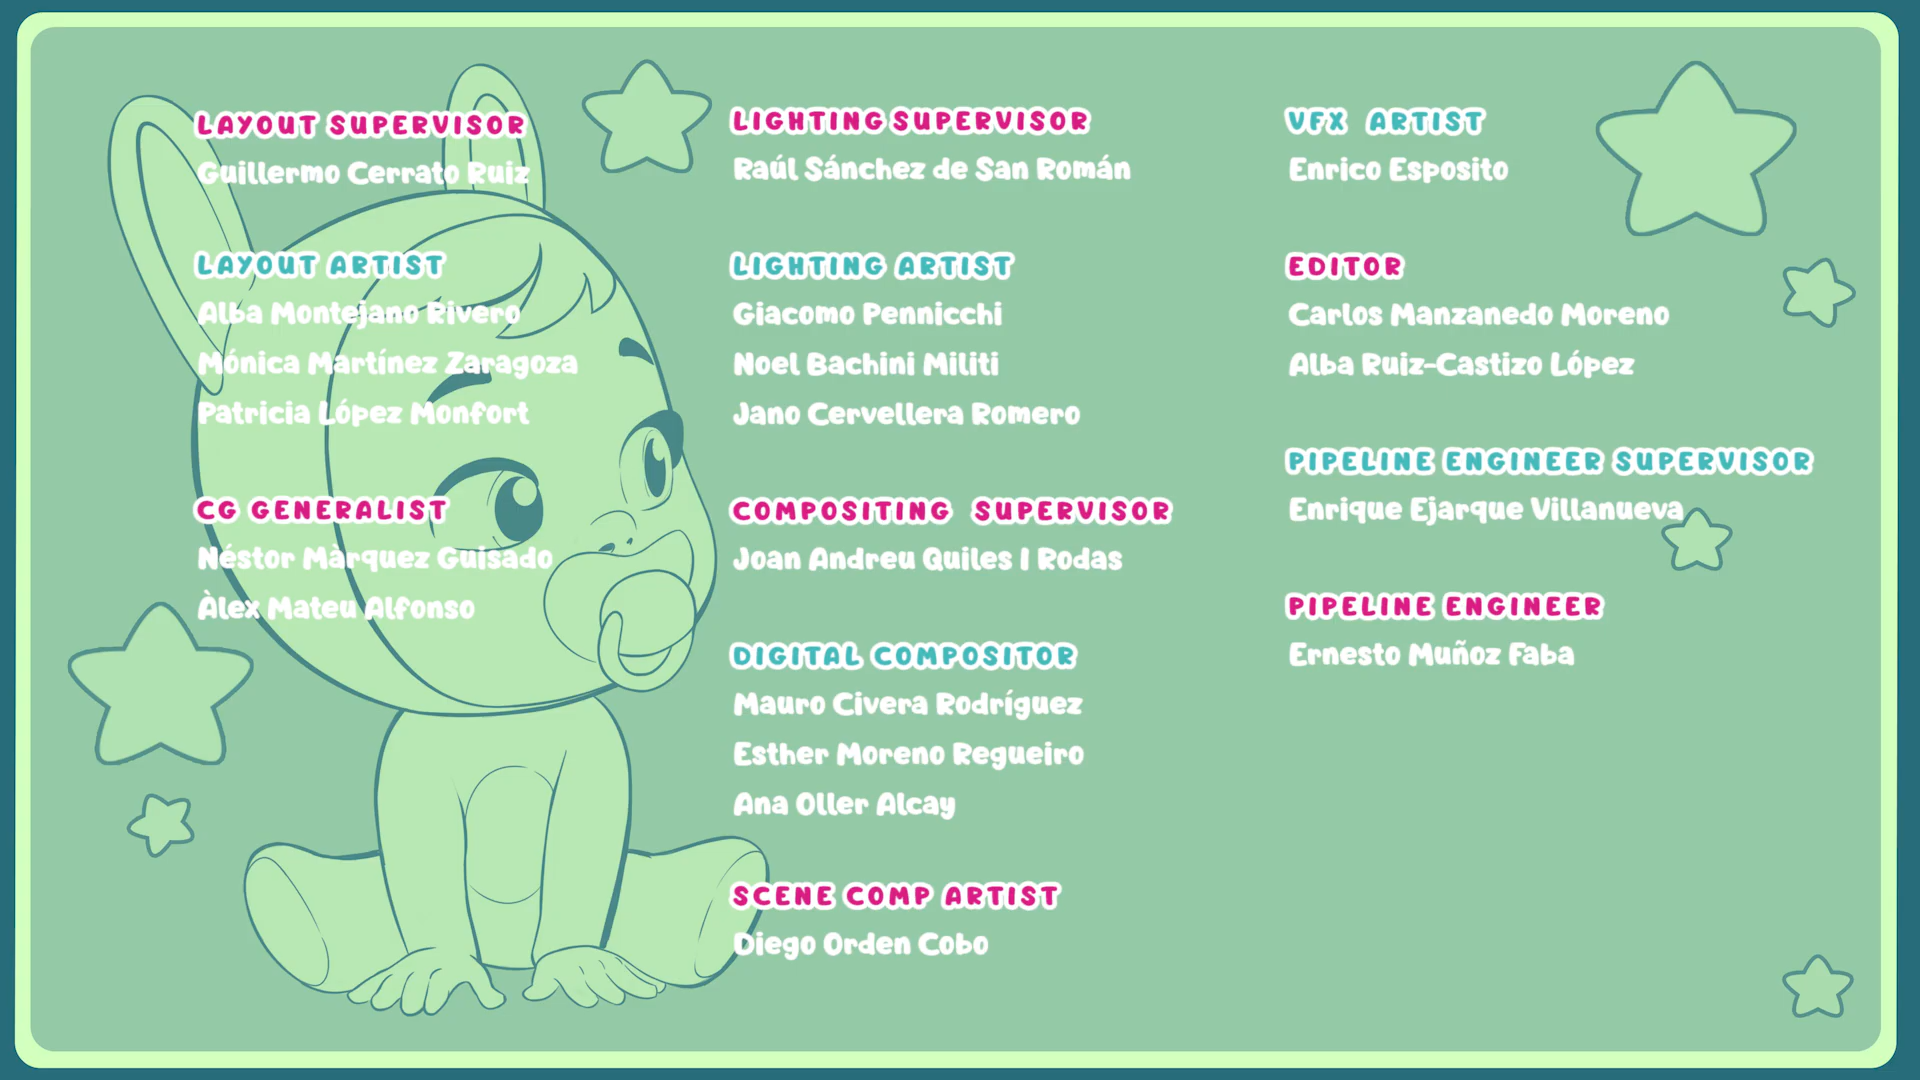 LAYOUT SUPERVISOR
Guillermo Cerrato Ruiz
LAYOUT ARTIST
Alba Montejano Rivero
Mónica Martínez Zaragoza
Patricia López Monfort
CG GENERALIST
Néstor Màrquez Guisado
Àlex Mateu Alfonso
LIGHTING SUPERVISOR
Raúl Sánchez de San Román
LIGHTING ARTIST
Giacomo Pennicchi
Noel Bachini Militi
Jano Cervellera Romero
COMPOSITING SUPERVISOR
Joan Andreu Quiles I Rodas
DIGITAL COMPOSITOR
Mauro Civera Rodríguez
Esther Moreno Regueiro
Ana Oller Alcay
SCENE COMP ARTIST
Diego Orden Cobo
VFX ARTIST
Enrico Esposito
EDITOR
Carlos Manzanedo Moreno
Alba Ruiz-Castizo López
PIPELINE ENGINEER SUPERVISOR
Enrique Ejarque Villanueva
PIPELINE ENGINEER
Ernesto Muñoz Faba